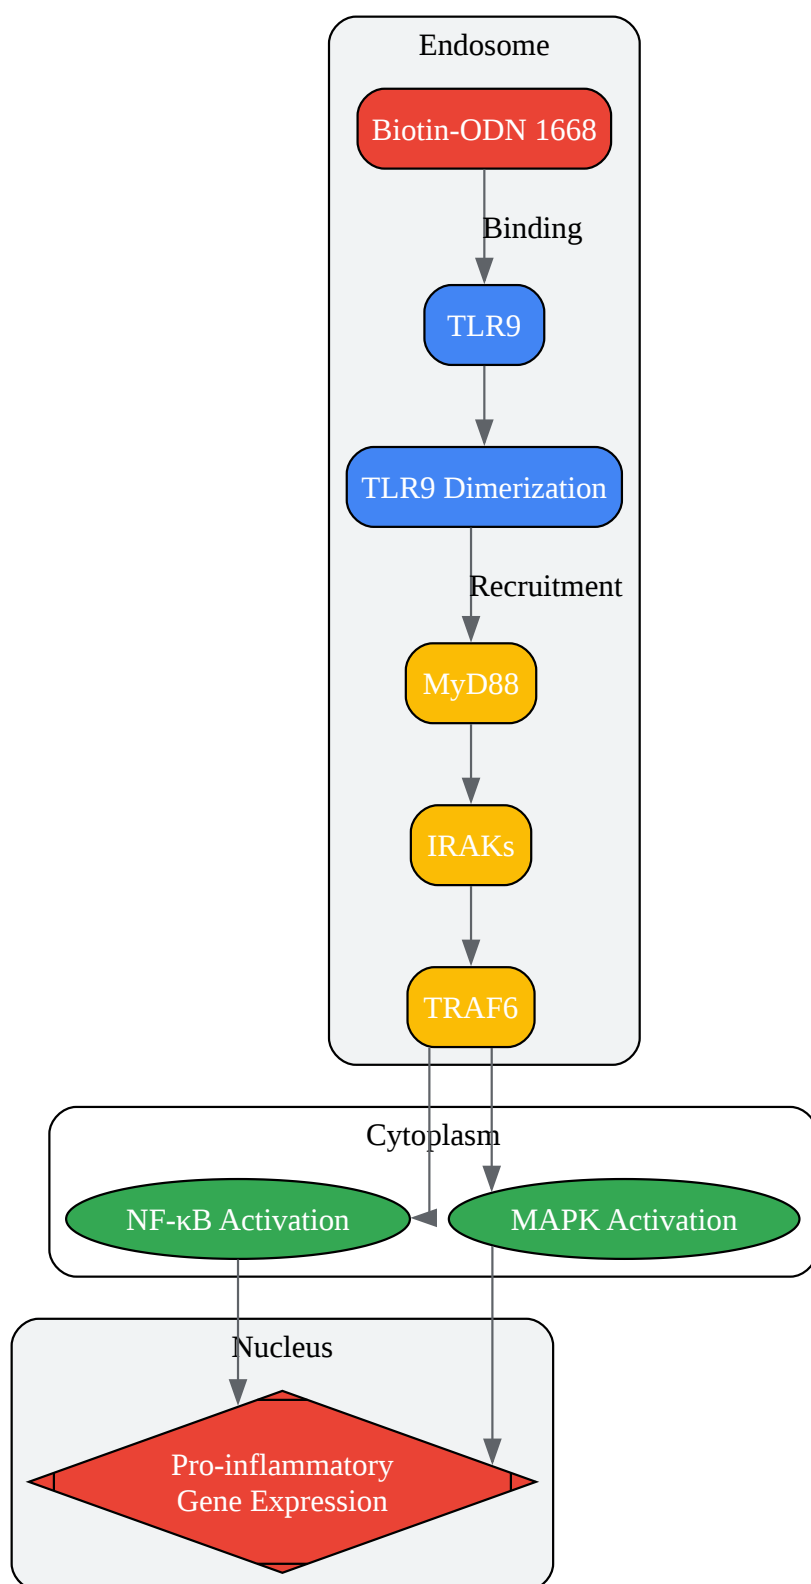 Endosome
Biotin-ODN 1668
Binding
TLR9
TLR9 Dimerization
Recruitment
MyD88
IRAKs
TRAF6
Cytoplasm
NF-κB Activation
MAPK Activation
Nucleus
Pro-inflammatory
Gene Expression